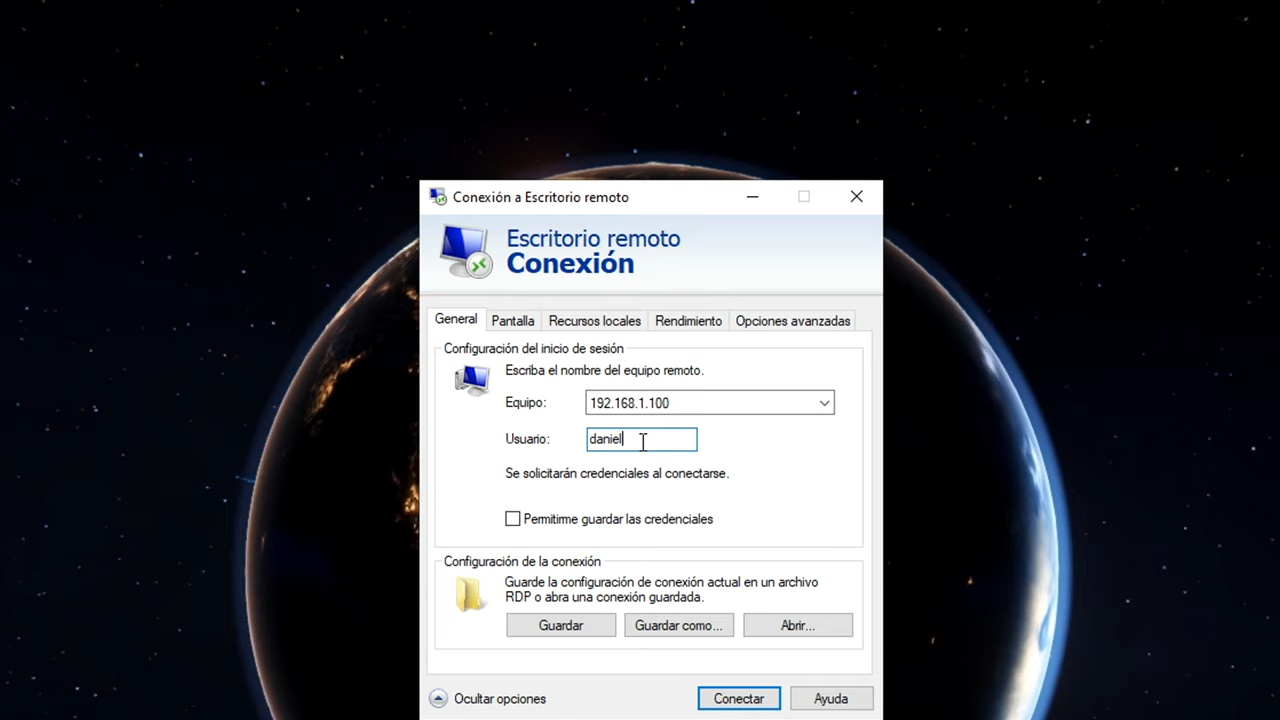 Conexión a Escritorio remoto
Escritorio remoto
Conexión
General Pantalla Recursos locales Rendimiento Opciones avanzadas
Configuración del inicio de sesión
Escriba el nombre del equipo remoto.
Equipo: 192.168.1.100
Usuario: daniel
Se solicitarán credenciales al conectarse.
Permitirme guardar las credenciales
Configuración de la conexión
Guarde la configuración de conexión actual en un archivo
RDP o abra una conexión guardada.
Guardar Guardar como... Abrir...
Ocultar opciones Conectar Ayuda